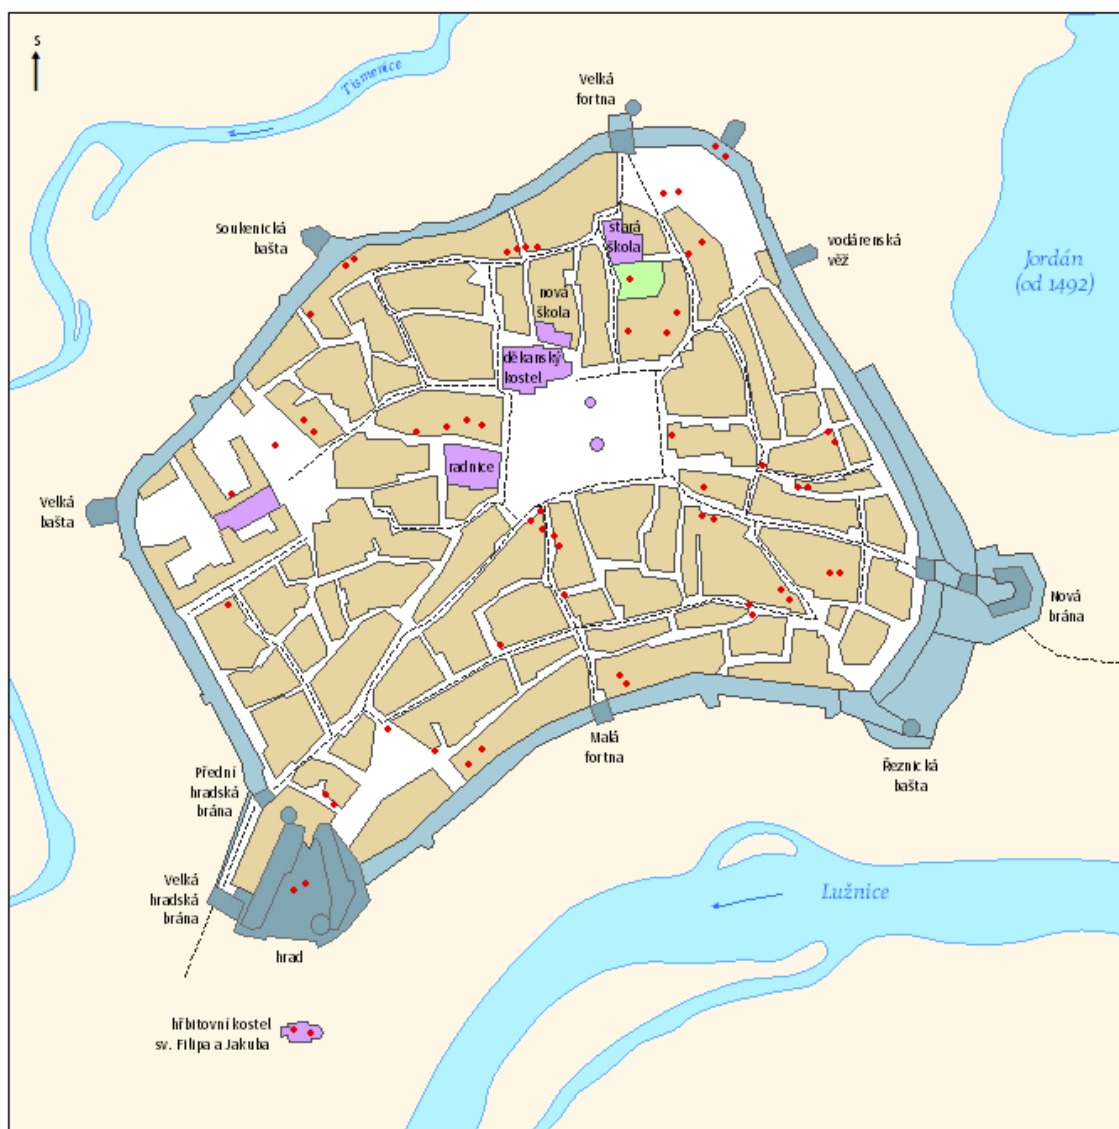 s
Tismenice
Velká
fortna
Soukenická
bašta
stará
škola
vodárenská
věž
Jordán
(od 1492)
nová
škola
děkanský
kostel
radnice
Velká
bašta
Nová
brána
Malá
fortna
Řeznická
bašta
Přední
hradská
brána
Velká
hradská
brána
Lužnice
hrad
hřbitovní kostel
sv. Filipa a Jakuba